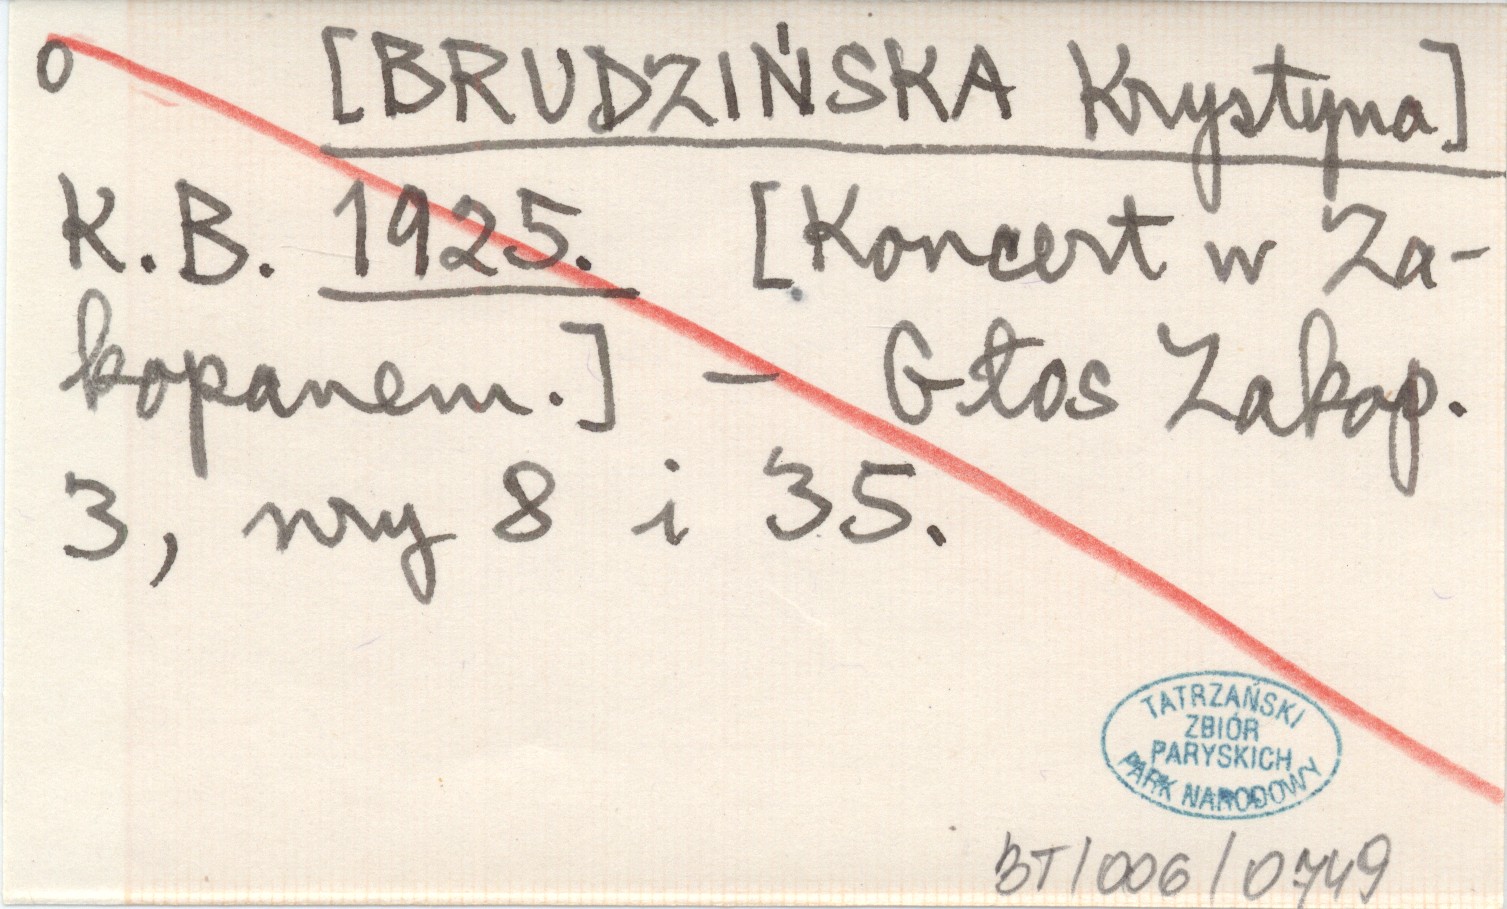 o [BRUDZIŃSKA Krystyna]
K.B. 1925. [Koncert w Za-
kopanem.] - Głos Zakop.
3, nry 8 i 35.
TATRZAŃSKI
ZBIÓR
PARYSKICH
PARK NARODOWY
BT/006/0749